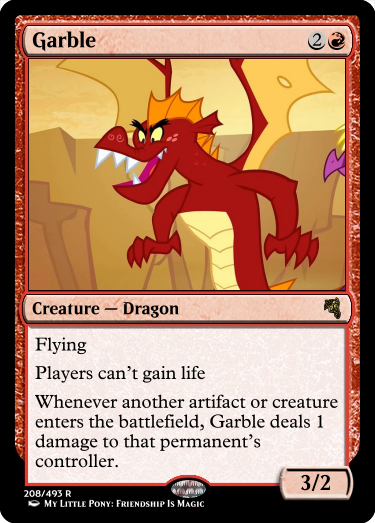 Garble 2
Creature — Dragon
Flying
Players can't gain life
Whenever another artifact or creature
enters the battlefield, Garble deals 1
damage to that permanent's
controller.
3/2
208/493 R
My Little Pony: Friendship Is Magic